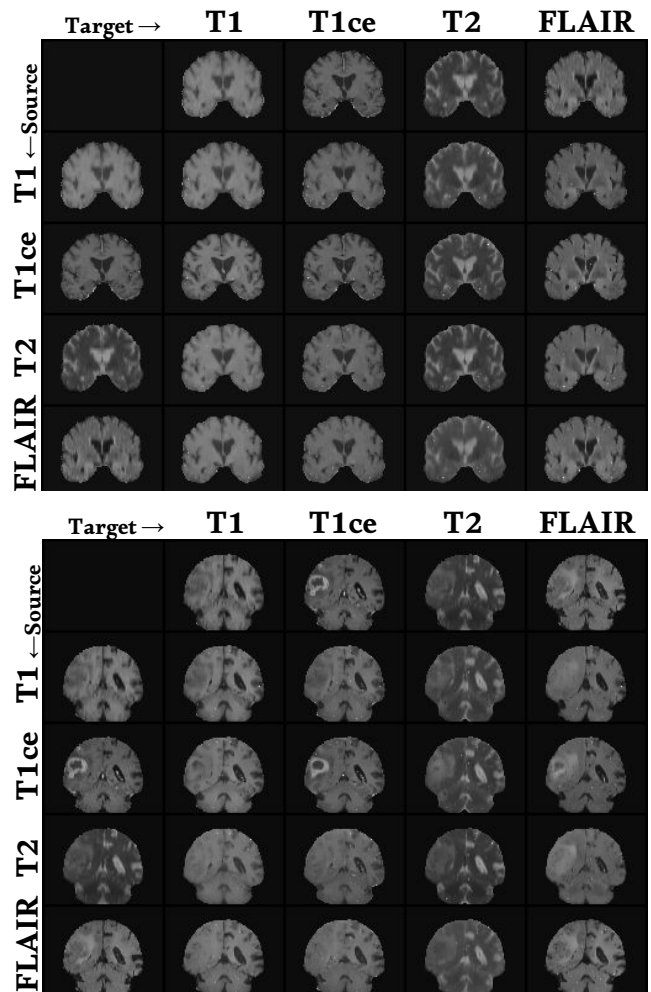 Target → T1 T1ce T2 FLAIR
←Source
T1
T1ce
T2
FLAIR
Target → T1 T1ce T2 FLAIR
←Source
T1
T1ce
T2
FLAIR